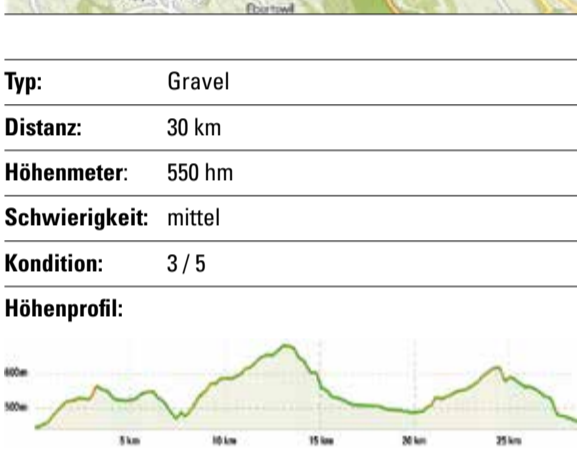 Ebertswil
Typ: Gravel
Distanz: 30 km
Höhenmeter: 550 hm
Schwierigkeit: mittel
Kondition: 3 / 5
Höhenprofil:
600m
500m
5 km 10 km 15 km 20 km 25 km